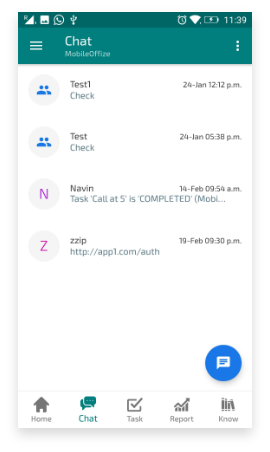 11:39
Chat
MobileOffize
Test1 24-Jan 12:12 p.m.
Check
Test 24-Jan 05:38 p.m.
Check
N Navin 14-Feb 09:54 a.m.
Task 'Call at 5' is 'COMPLETED' (Mobi...
Z zzip 19-Feb 09:30 p.m.
http://app1.com/auth
Home Chat Task Report Know